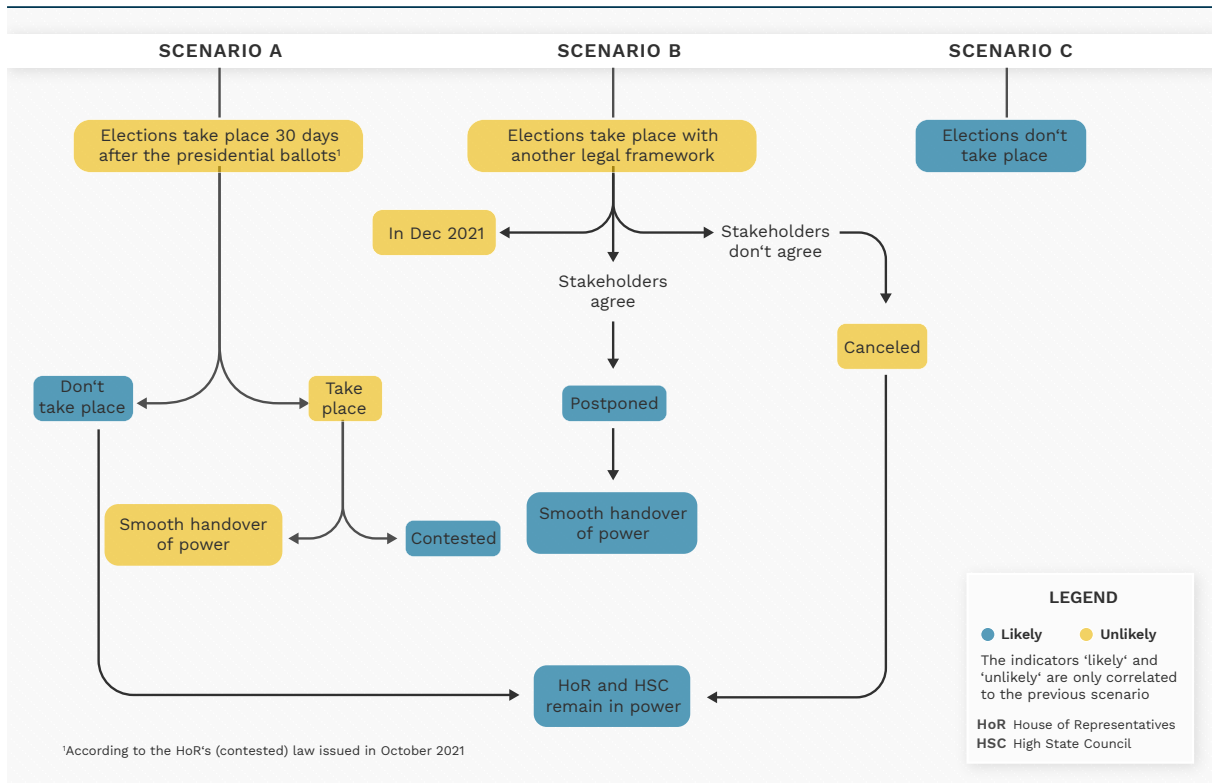 SCENARIO A
SCENARIO B
SCENARIO C
Elections take place 30 days
after the presidential ballots¹
Elections take place with
another legal framework
Elections don‘t
take place
In Dec 2021
Stakeholders
don‘t agree
Stakeholders
agree
Canceled
Don‘t
take place
Take
place
Postponed
Smooth handover
of power
Contested
Smooth handover
of power
HoR and HSC
remain in power
LEGEND
Likely
Unlikely
The indicators ‘likely‘ and
‘unlikely‘ are only correlated
to the previous scenario
HoR House of Representatives
HSC High State Council
¹According to the HoR‘s (contested) law issued in October 2021